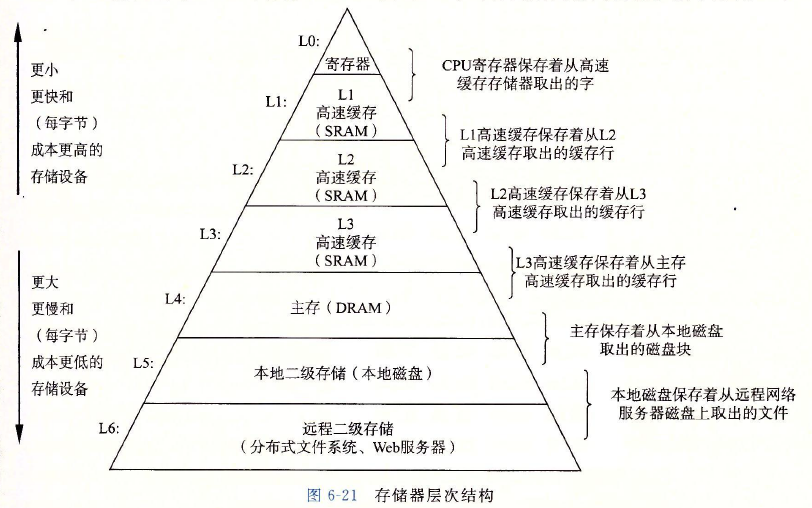 更小
更快和
（每字节）
成本更高的
存储设备
更大
更慢和
（每字节）
成本更低的
存储设备
L0:
寄存器
L1:
L1
高速缓存
（SRAM）
L2:
L2
高速缓存
（SRAM）
L3:
L3
高速缓存
（SRAM）
L4:
主存（DRAM）
L5:
本地二级存储（本地磁盘）
L6:
远程二级存储
（分布式文件系统、Web服务器）
CPU寄存器保存着从高速
缓存存储器取出的字
L1高速缓存保存着从L2
高速缓存取出的缓存行
L2高速缓存保存着从L3
高速缓存取出的缓存行
L3高速缓存保存着从主存
高速缓存取出的缓存行
主存保存着从本地磁盘
取出的磁盘块
本地磁盘保存着从远程网络
服务器磁盘上取出的文件
图 6-21 存储器层次结构